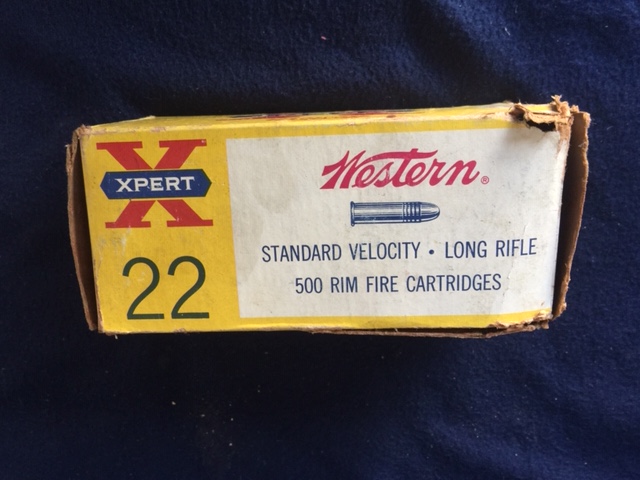 X
XPERT
22
Western®
STANDARD VELOCITY • LONG RIFLE
500 RIM FIRE CARTRIDGES